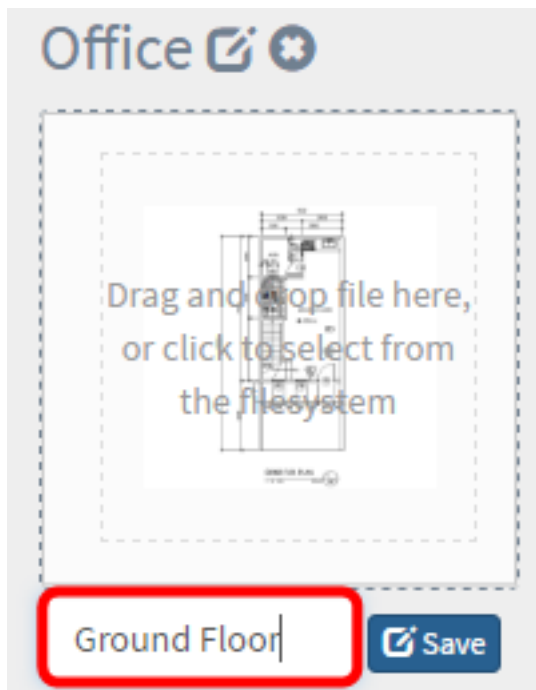 Office
Drag and drop file here,
or click to select from
the filesystem
Ground Floor
Save